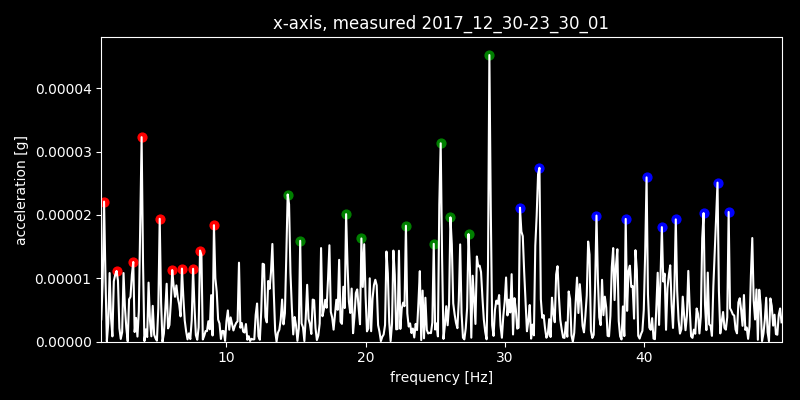 x-axis, measured 2017_12_30-23_30_01
acceleration [g]
0.00004
0.00003
0.00002
0.00001
0.00000
10 20 30 40
frequency [Hz]